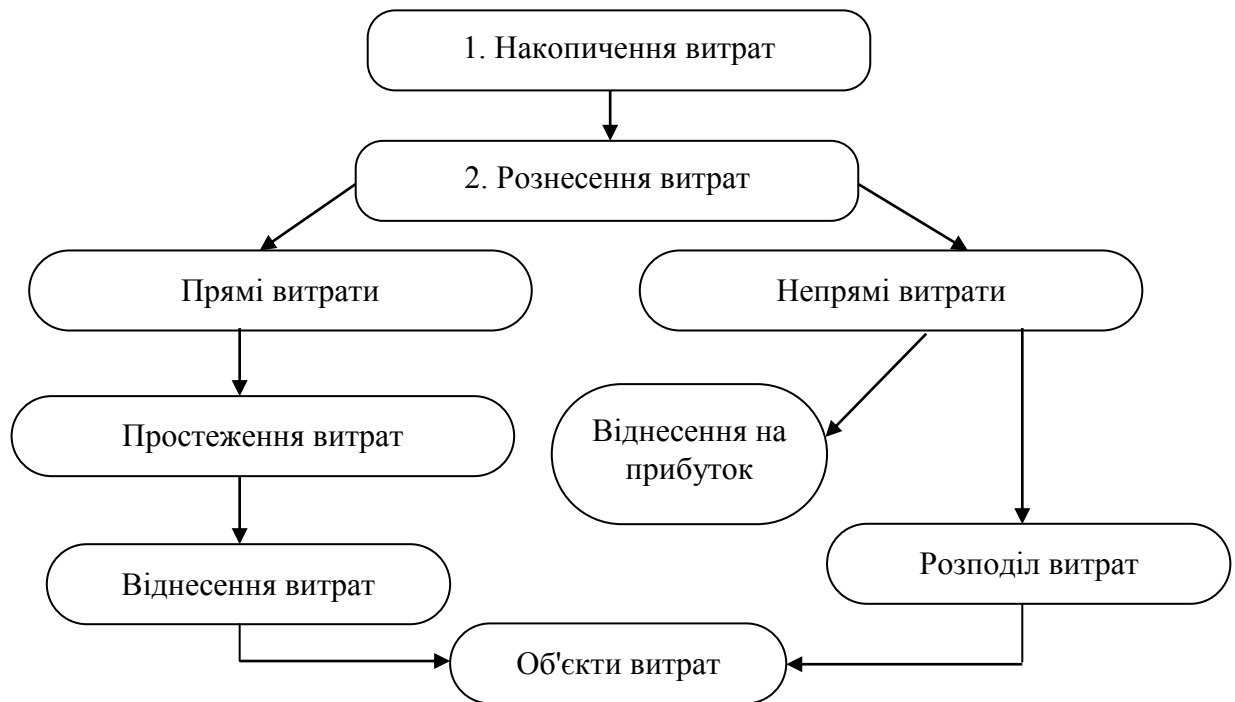 1. Накопичення витрат
2. Рознесення витрат
Прямі витрати
Непрямі витрати
Простеження витрат
Віднесення на
прибуток
Віднесення витрат
Розподіл витрат
Об'єкти витрат